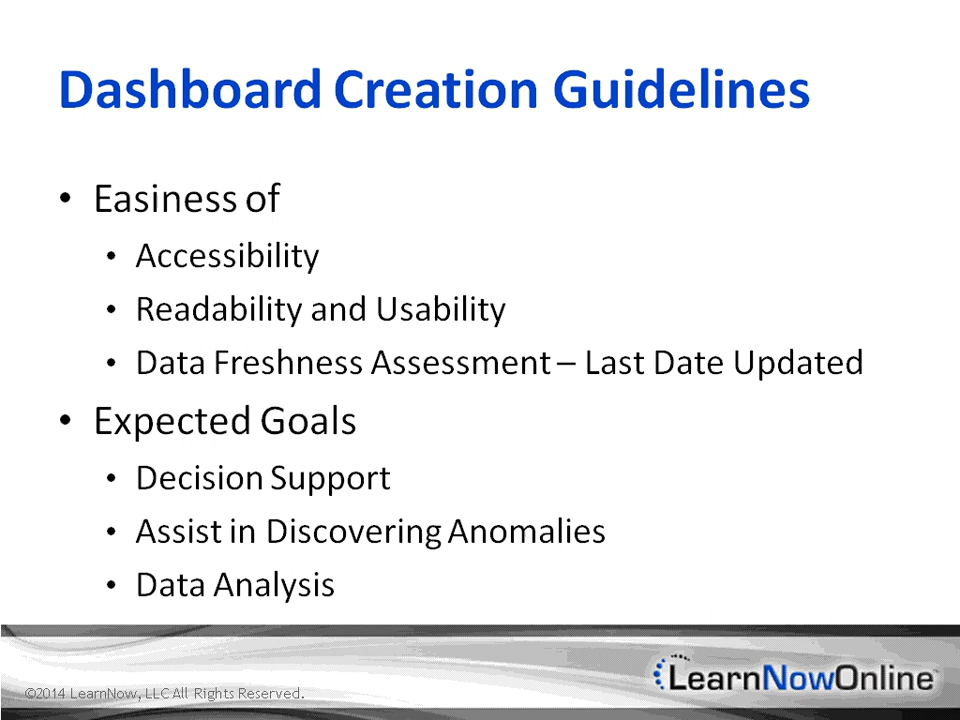 Dashboard Creation Guidelines
• Easiness of
• Accessibility
• Readability and Usability
• Data Freshness Assessment – Last Date Updated
• Expected Goals
• Decision Support
• Assist in Discovering Anomalies
• Data Analysis
©2014 LearnNow, LLC All Rights Reserved.
LearnNowOnline